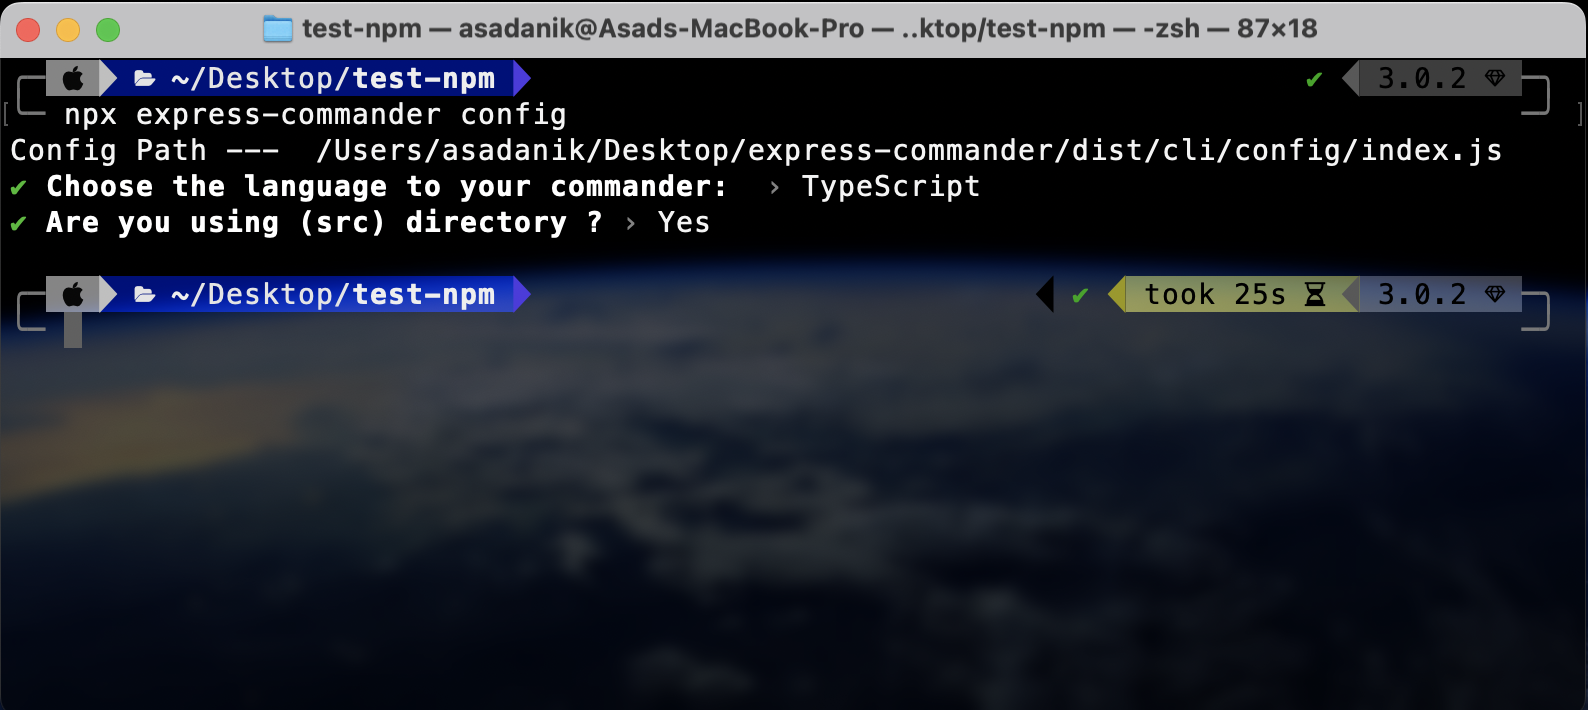 test-npm — asadanik@Asads-MacBook-Pro — ..ktop/test-npm — -zsh — 87×18
~/Desktop/test-npm ✔ 3.0.2
npx express-commander config
Config Path ---  /Users/asadanik/Desktop/express-commander/dist/cli/config/index.js
✔ Choose the language to your commander:  › TypeScript
✔ Are you using (src) directory ? › Yes
~/Desktop/test-npm ✔ took 25s 3.0.2